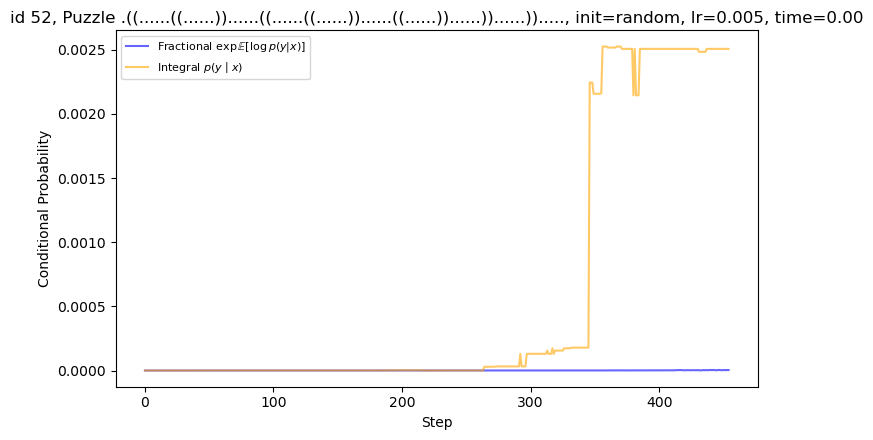 id 52, Puzzle .((......((......))......((......((......))......((......))......))......))....., init=random, lr=0.005, time=0.00
Fractional exp𝔼[log p(y|x)]
Integral p(y | x)
0.0025
0.0020
0.0015
0.0010
0.0005
0.0000
Conditional Probability
0
100
200
300
400
Step